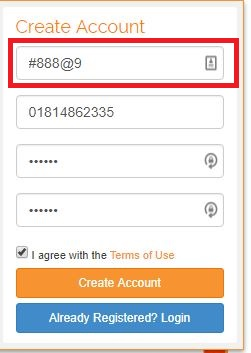 Create Account
#888@9
01814862335
••••••
••••••
I agree with the Terms of Use
Create Account
Already Registered? Login